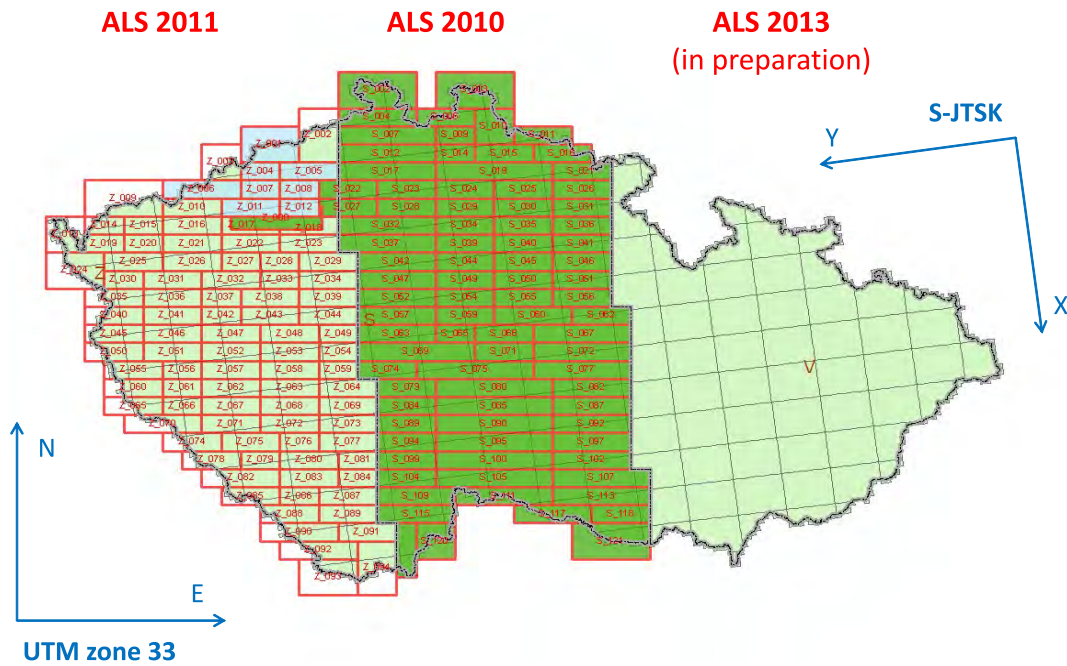 ALS 2011 ALS 2010 ALS 2013
(in preparation)
S-JTSK
Y
X
S_002
S_004
Z_002 S_007 S_009 S_010 S_011
S_012 S_014 S_015 S_016
Z_004 Z_005 S_017 S_019
Z_006 Z_007 Z_008 S_022 S_023 S_024 S_025 S_026
Z_009 Z_010 Z_011 Z_012 S_027 S_028 S_029 S_030 S_031
Z_014 Z_015 Z_016 Z_017 Z_018 S_032 S_034 S_035 S_036
Z_019 Z_020 Z_021 Z_022 Z_023 S_037 S_039 S_040 S_041
Z_024 Z_025 Z_026 Z_027 Z_028 Z_029 S_042 S_044 S_045 S_046
Z
Z_030 Z_031 Z_032 Z_033 Z_034 S_047 S_049 S_050 S_051
Z_035 Z_036 Z_037 Z_038 Z_039 S_052 S_054 S_056
Z_040 Z_041 Z_042 Z_043 Z_044 S_057 S_059 S_060 S_062
S
Z_045 Z_046 Z_047 Z_048 Z_049 S_063 S_065 S_067
Z_050 Z_051 Z_052 Z_053 Z_054 S_069 S_071 S_072
Z_055 Z_056 Z_057 Z_058 Z_059 S_074 S_075 S_077
V
Z_060 Z_061 Z_062 Z_063 Z_064 S_080 S_082
Z_065 Z_066 Z_067 Z_068 Z_069 S_084 S_085 S_087
Z_070 Z_071 Z_072 Z_073 S_089 S_090 S_092
Z_074 Z_075 Z_076 Z_077 S_094 S_095 S_097
Z_078 Z_079 Z_080 Z_081 S_099 S_100 S_102
Z_082 Z_083 Z_084 S_104 S_105 S_107
Z_085 Z_086 Z_087 S_109 S_111 S_113
Z_088 Z_089 S_115 S_117 S_118
Z_090 Z_091
Z_092
Z_093 Z_094
N
E
UTM zone 33